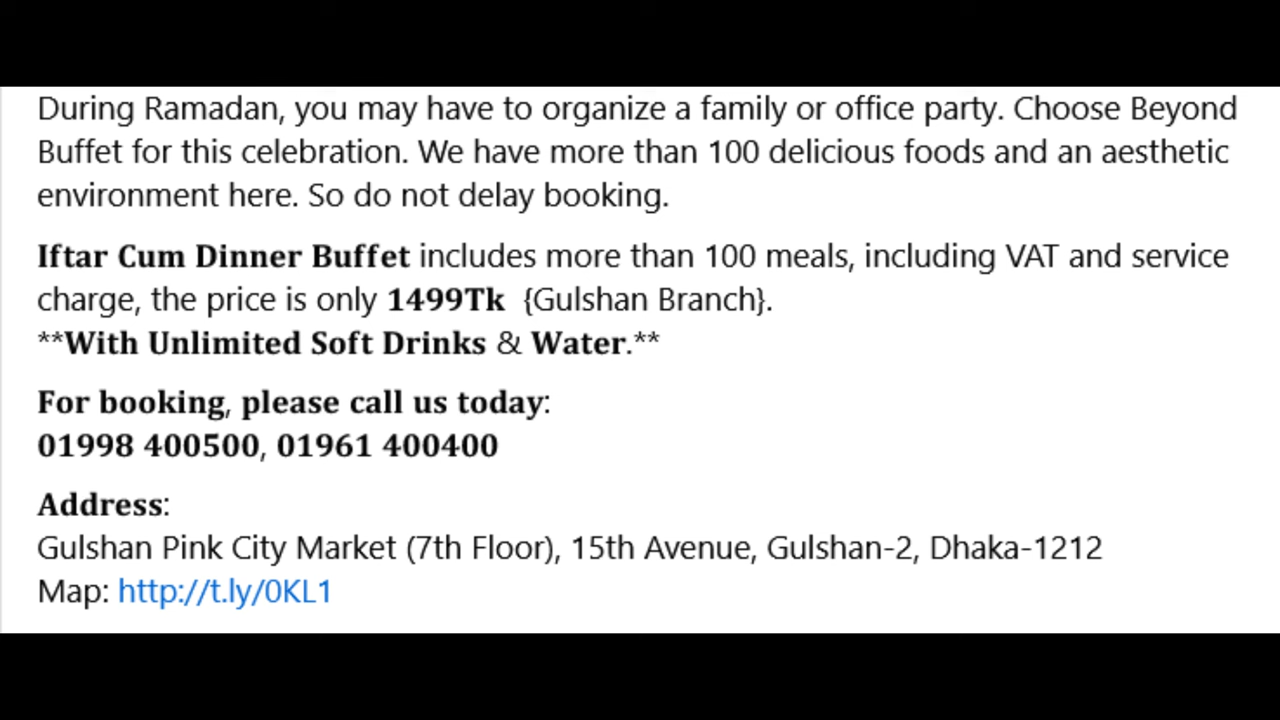 During Ramadan, you may have to organize a family or office party. Choose Beyond
Buffet for this celebration. We have more than 100 delicious foods and an aesthetic
environment here. So do not delay booking.
Iftar Cum Dinner Buffet includes more than 100 meals, including VAT and service
charge, the price is only 1499Tk {Gulshan Branch}.
**With Unlimited Soft Drinks & Water.**
For booking, please call us today:
01998 400500, 01961 400400
Address:
Gulshan Pink City Market (7th Floor), 15th Avenue, Gulshan-2, Dhaka-1212
Map: http://t.ly/0KL1